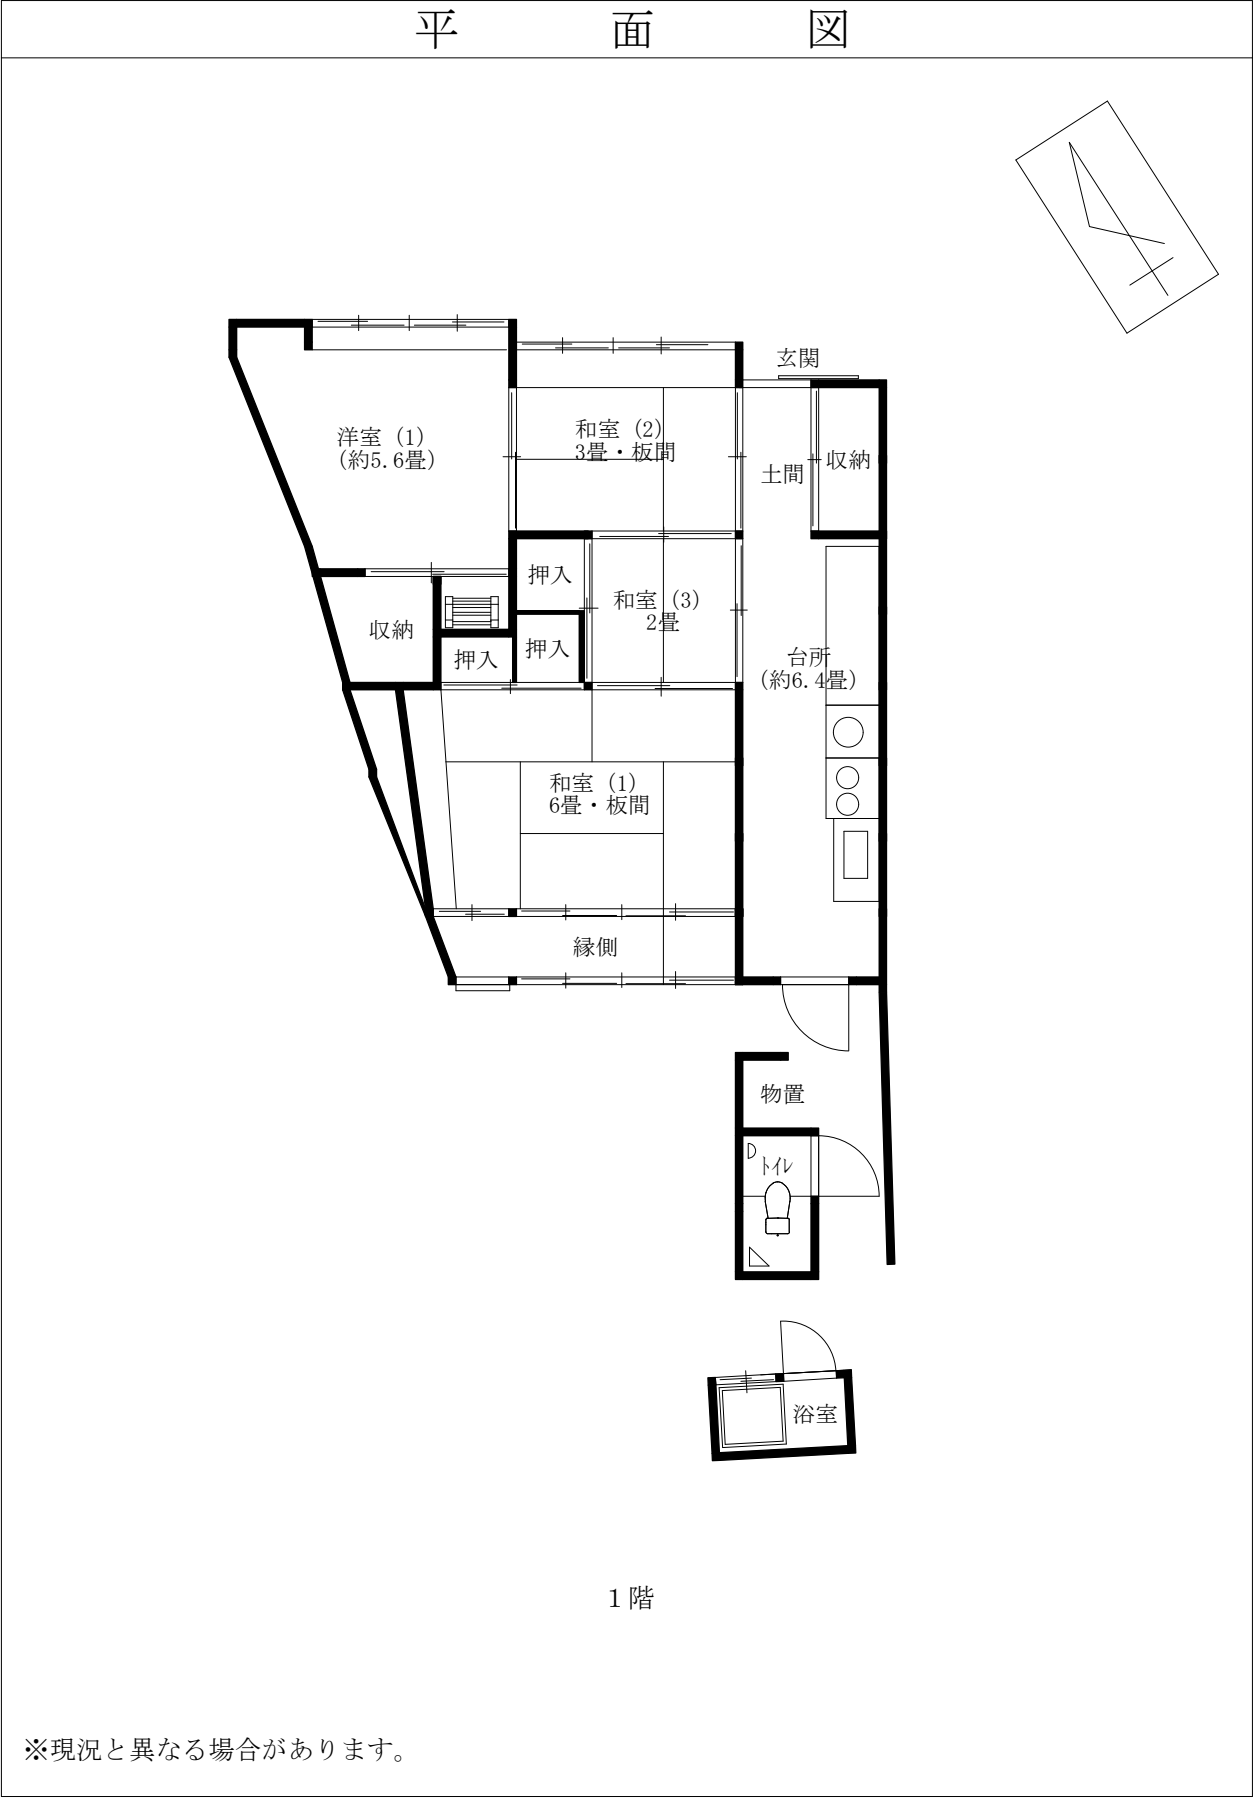 平面図
玄関
洋室（1）
（約5.6畳）
和室（2）
3畳・板間
土間
収納
押入
和室（3）
2畳
収納
押入
押入
台所
（約6.4畳）
和室（1）
6畳・板間
縁側
物置
トイレ
浴室
1階
※現況と異なる場合があります。